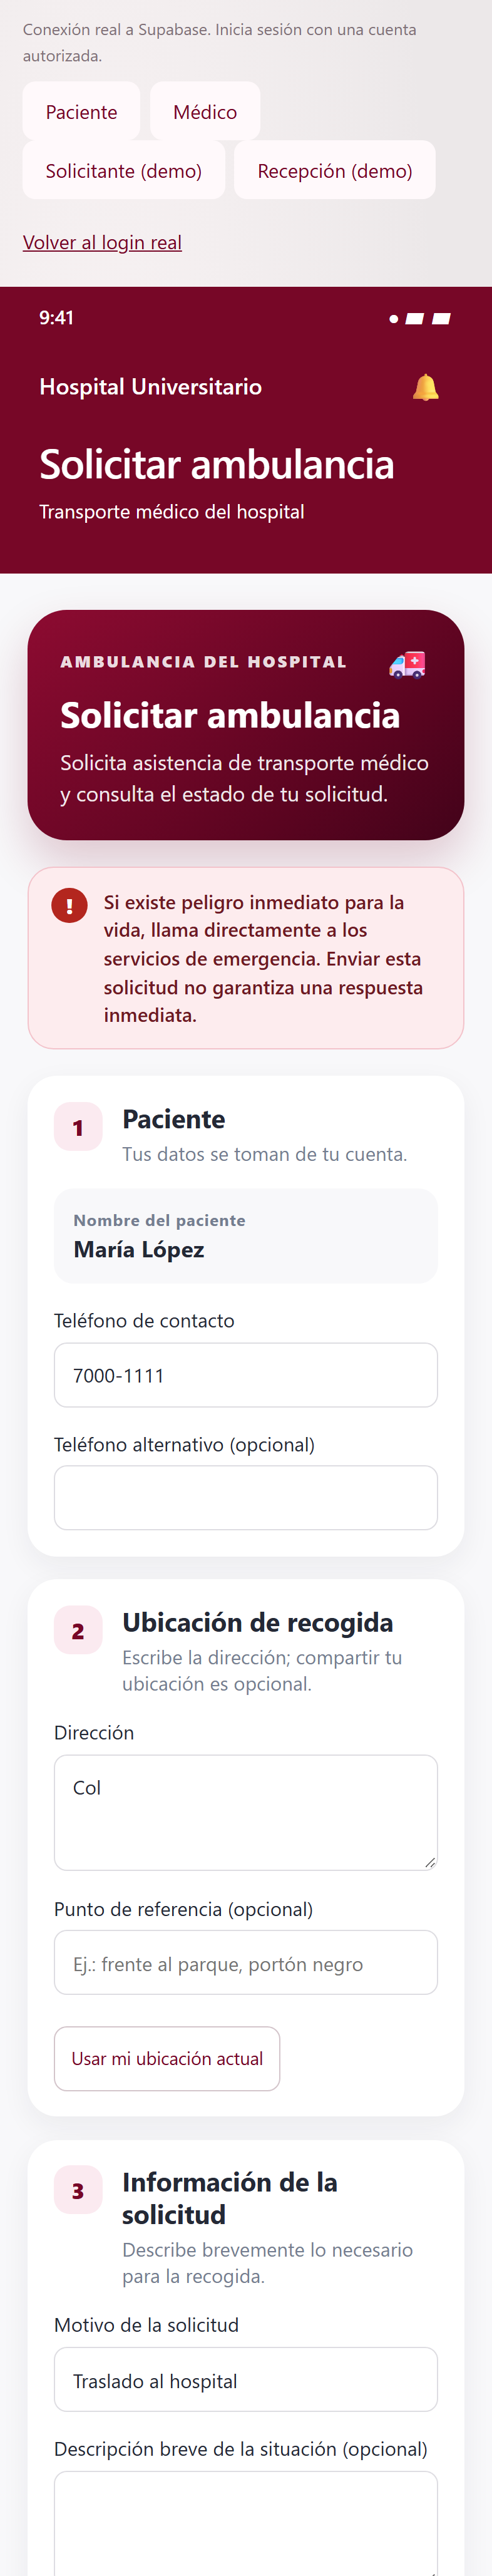 Conexión real a Supabase. Inicia sesión con una cuenta
autorizada.
Paciente
Médico
Solicitante (demo)
Recepción (demo)
Volver al login real
9:41
Hospital Universitario
Solicitar ambulancia
Transporte médico del hospital
AMBULANCIA DEL HOSPITAL
Solicitar ambulancia
Solicita asistencia de transporte médico
y consulta el estado de tu solicitud.
!
Si existe peligro inmediato para la
vida, llama directamente a los
servicios de emergencia. Enviar esta
solicitud no garantiza una respuesta
inmediata.
1
Paciente
Tus datos se toman de tu cuenta.
Nombre del paciente
María López
Teléfono de contacto
7000-1111
Teléfono alternativo (opcional)
2
Ubicación de recogida
Escribe la dirección; compartir tu
ubicación es opcional.
Dirección
Col
Punto de referencia (opcional)
Ej.: frente al parque, portón negro
Usar mi ubicación actual
3
Información de la
solicitud
Describe brevemente lo necesario
para la recogida.
Motivo de la solicitud
Traslado al hospital
Descripción breve de la situación (opcional)